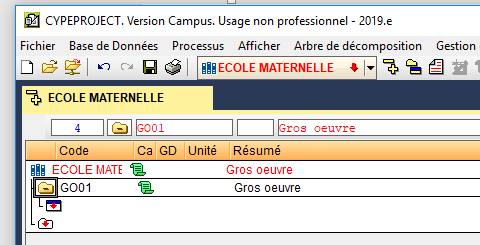 CYPEPROJECT. Version Campus. Usage non professionnel - 2019.e
Fichier Base de Données Processus Afficher Arbre de décomposition Gestion
ECOLE MATERNELLE
ECOLE MATERNELLE
4 GO01 Gros oeuvre
Code Ca GD Unité Résumé
ECOLE MATE Gros oeuvre
GO01 Gros oeuvre